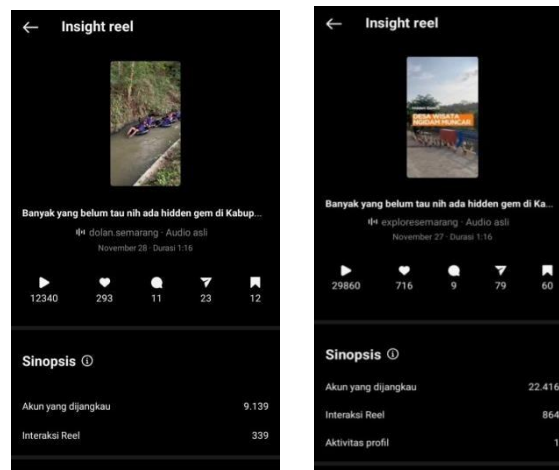 Insight reel
Banyak yang belum tau nih ada hidden gem di Kabup...
dolan.semarang · Audio asli
November 28 · Durasi 1:16
12340 293 11 23 12
Sinopsis
Akun yang dijangkau 9.139
Interaksi Reel 339
Insight reel
DESA WISATA
NGIDAM MUNCAR
Banyak yang belum tau nih ada hidden gem di Ka...
exploresemarang · Audio asli
November 27 · Durasi 1:16
29860 716 9 79 60
Sinopsis
Akun yang dijangkau 22.416
Interaksi Reel 864
Aktivitas profil 1